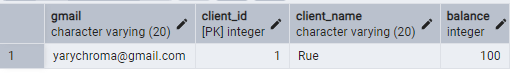 gmail client_id client_name balance
character varying (20) [PK] integer character varying (20) integer
1 yarychroma@gmail.com 1 Rue 100